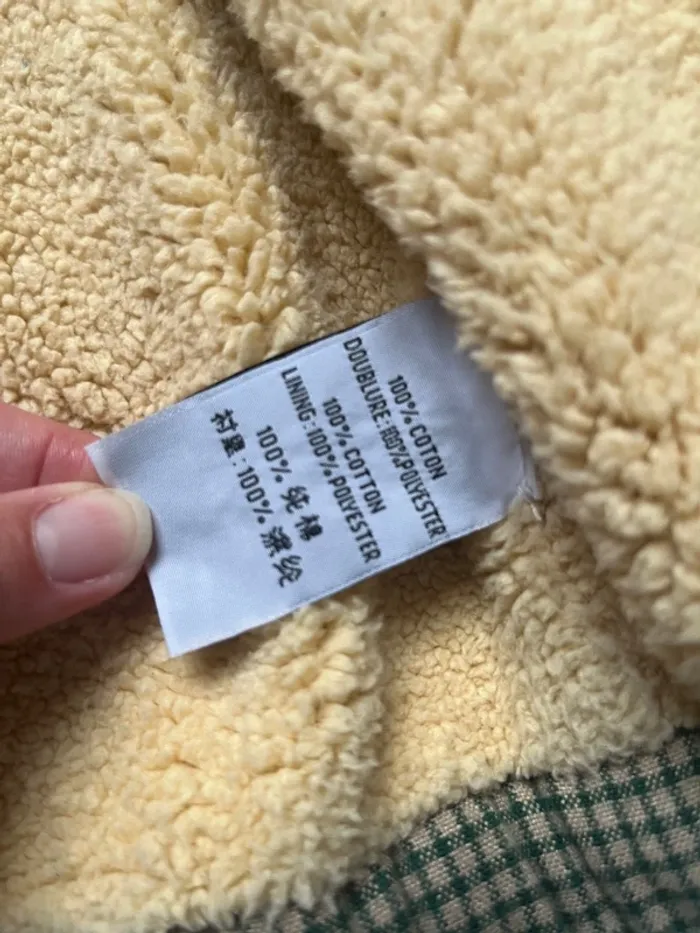 100% COTON
DOUBLURE:100%POLYESTER
100% COTTON
LINING:100%POLYESTER
100% 纯棉
衬里:100% 涤纶